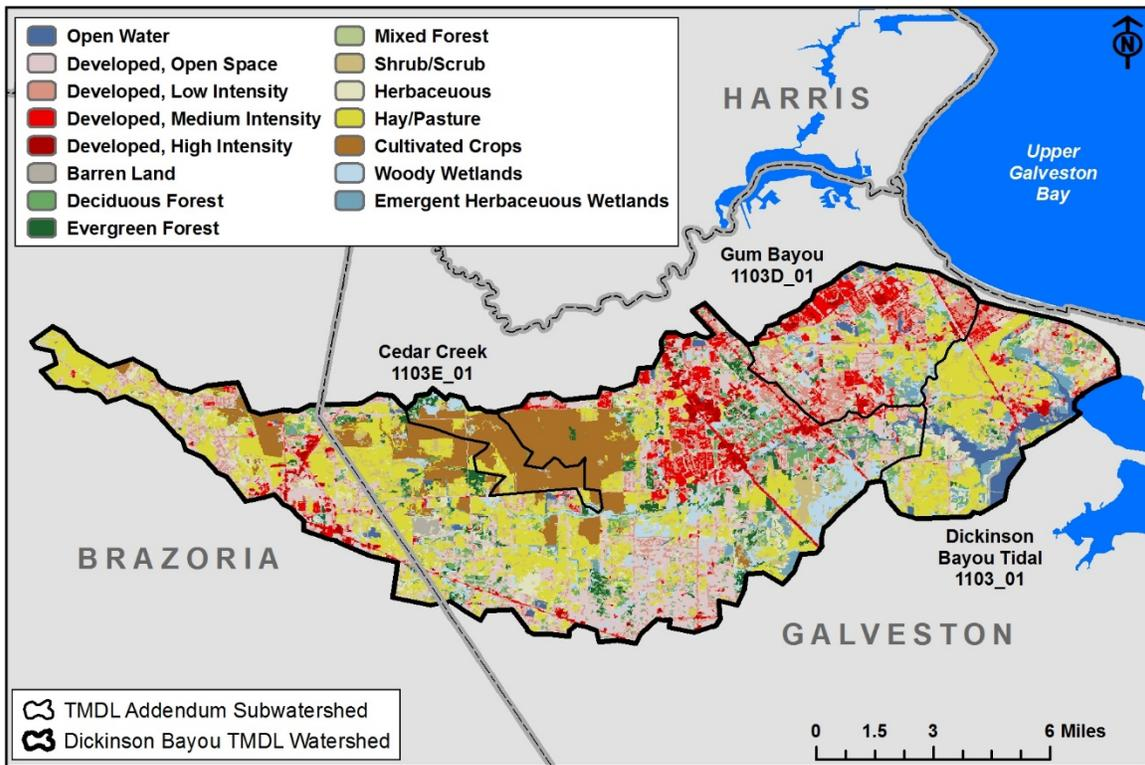 Open Water
Developed, Open Space
Developed, Low Intensity
Developed, Medium Intensity
Developed, High Intensity
Barren Land
Deciduous Forest
Evergreen Forest
Mixed Forest
Shrub/Scrub
Herbaceuous
Hay/Pasture
Cultivated Crops
Woody Wetlands
Emergent Herbaceuous Wetlands
N
HARRIS
Upper
Galveston
Bay
Gum Bayou
1103D_01
Cedar Creek
1103E_01
BRAZORIA
Dickinson
Bayou Tidal
1103_01
GALVESTON
TMDL Addendum Subwatershed
Dickinson Bayou TMDL Watershed
0 1.5 3 6 Miles